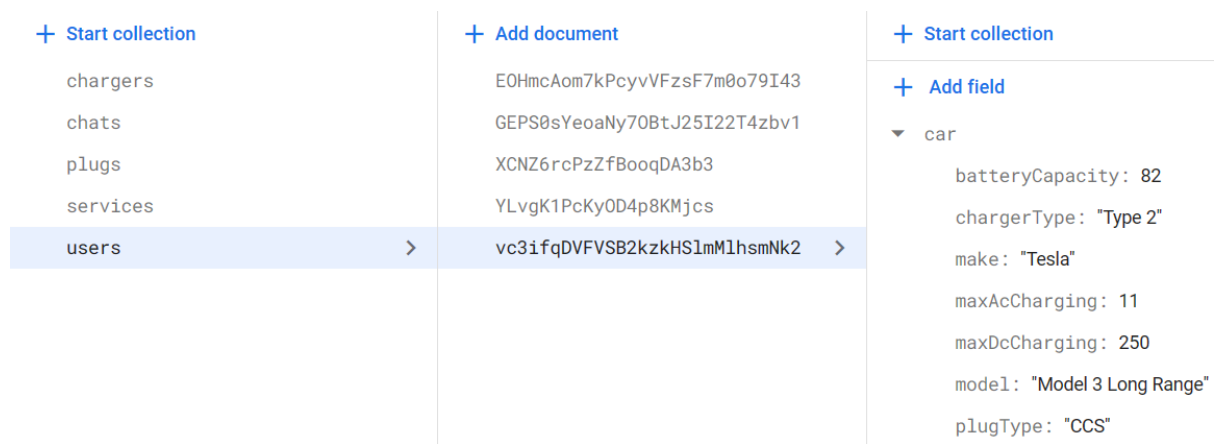 Start collection
chargers
chats
plugs
services
users
Add document
EOHmcAom7kPcyvVFzsF7m0o79I43
GEPS0sYeoaNy7OBtJ25I22T4zbv1
XCNZ6rcPzZfBooqDA3b3
YLvgK1PcKyOD4p8KMjcs
vc3ifqDVFVSB2kzkHSlmMlhsmNk2
Start collection
Add field
car
batteryCapacity: 82
chargerType: "Type 2"
make: "Tesla"
maxAcCharging: 11
maxDcCharging: 250
model: "Model 3 Long Range"
plugType: "CCS"